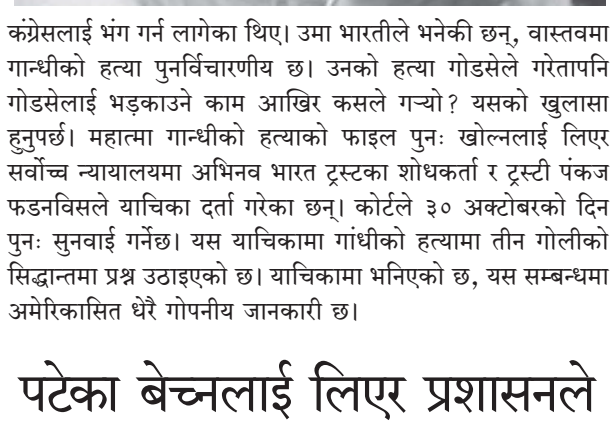 कंग्रेसलाई भंग गर्न लागेका थिए। उमा भारतीले भनेकी छन्, वास्तवमा
गान्धीको हत्या पुनर्विचारणीय छ। उनको हत्या गोडसेले गरेतापनि
गोडसेलाई भड़काउने काम आखिर कसले गऱ्यो? यसको खुलासा
हुनुपर्छ। महात्मा गान्धीको हत्याको फाइल पुनः खोल्नलाई लिएर
सर्वोच्च न्यायालयमा अभिनव भारत ट्रस्टका शोधकर्ता र ट्रस्टी पंकज
फडनविसले याचिका दर्ता गरेका छन्। कोर्टले ३० अक्टोबरको दिन
पुनः सुनवाई गर्नेछ। यस याचिकामा गांधीको हत्यामा तीन गोलीको
सिद्धान्तमा प्रश्न उठाइएको छ। याचिकामा भनिएको छ, यस सम्बन्धमा
अमेरिकासित धेरै गोपनीय जानकारी छ।
पटेका बेच्नलाई लिएर प्रशासनले